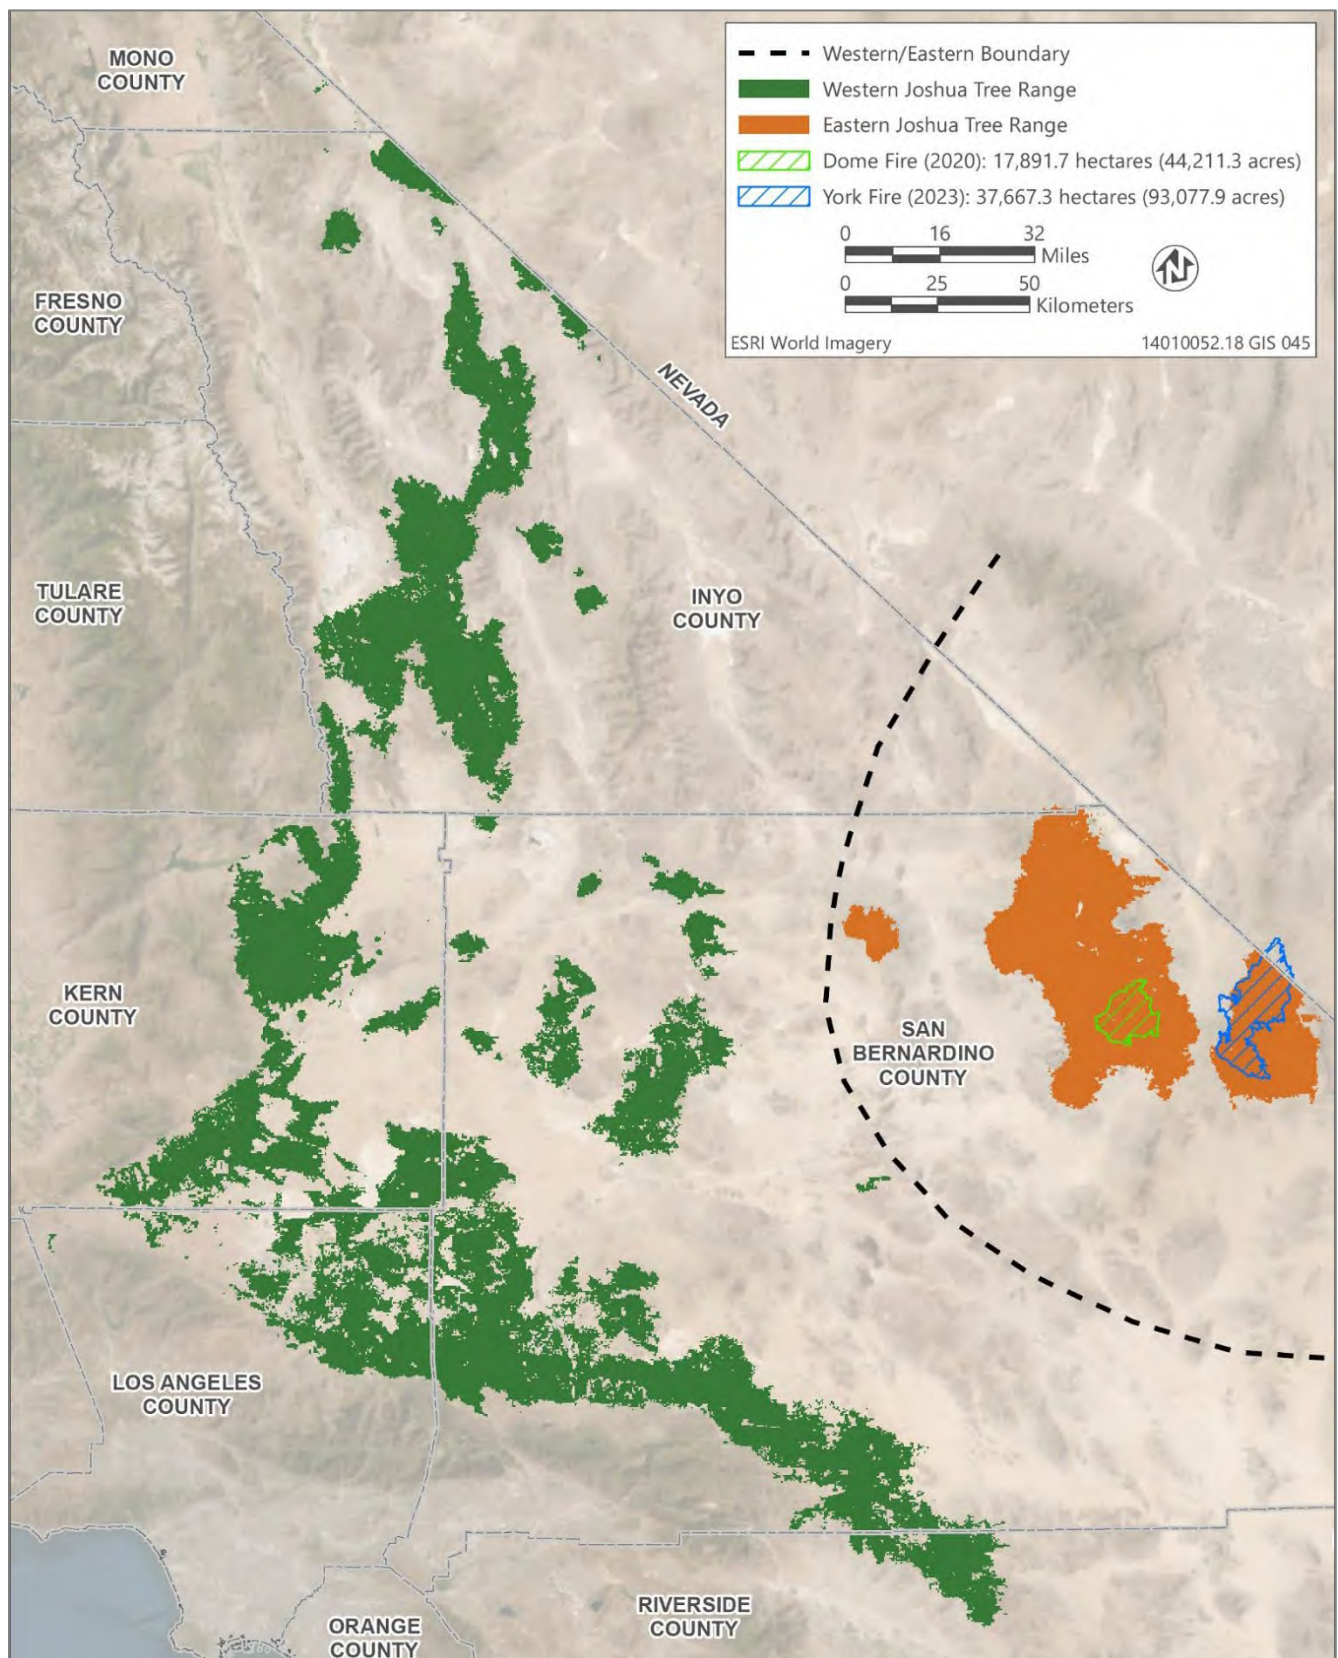 MONO
COUNTY
Western/Eastern Boundary
Western Joshua Tree Range
Eastern Joshua Tree Range
Dome Fire (2020): 17,891.7 hectares (44,211.3 acres)
York Fire (2023): 37,667.3 hectares (93,077.9 acres)
0 16 32
Miles
0 25 50
Kilometers
N
ESRI World Imagery 14010052.18 GIS 045
FRESNO
COUNTY
NEVADA
TULARE
COUNTY
INYO
COUNTY
KERN
COUNTY
SAN
BERNARDINO
COUNTY
LOS ANGELES
COUNTY
RIVERSIDE
COUNTY
ORANGE
COUNTY